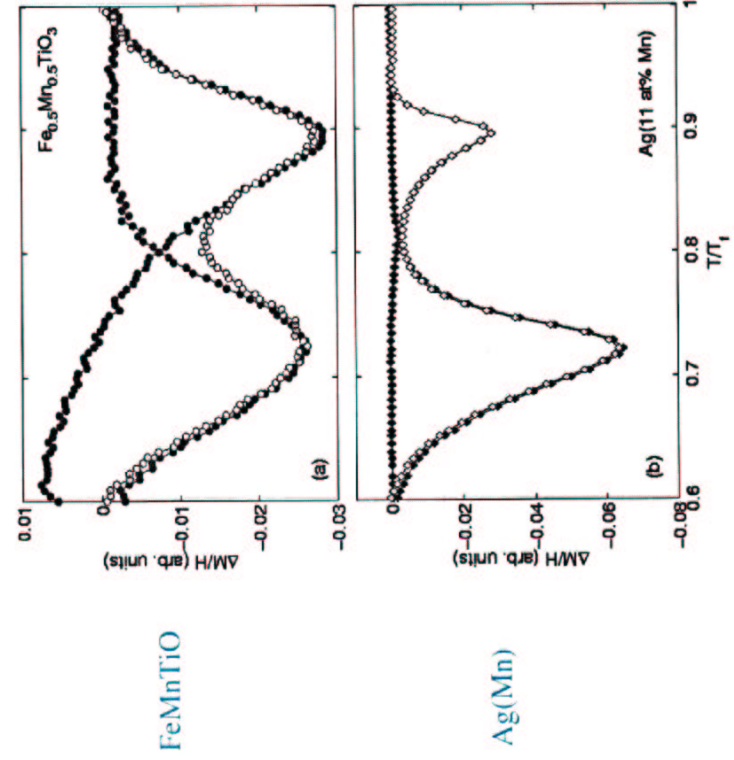 FeMnTiO
Ag(Mn)
Fe0.5Mn0.5TiO3
(a)
ΔM/H (arb. units)
0.01
0
−0.01
−0.02
−0.03
Ag(11 at% Mn)
(b)
ΔM/H (arb. units)
0
−0.02
−0.04
−0.06
−0.08
0.6
0.7
0.8
0.9
1
T/Tf